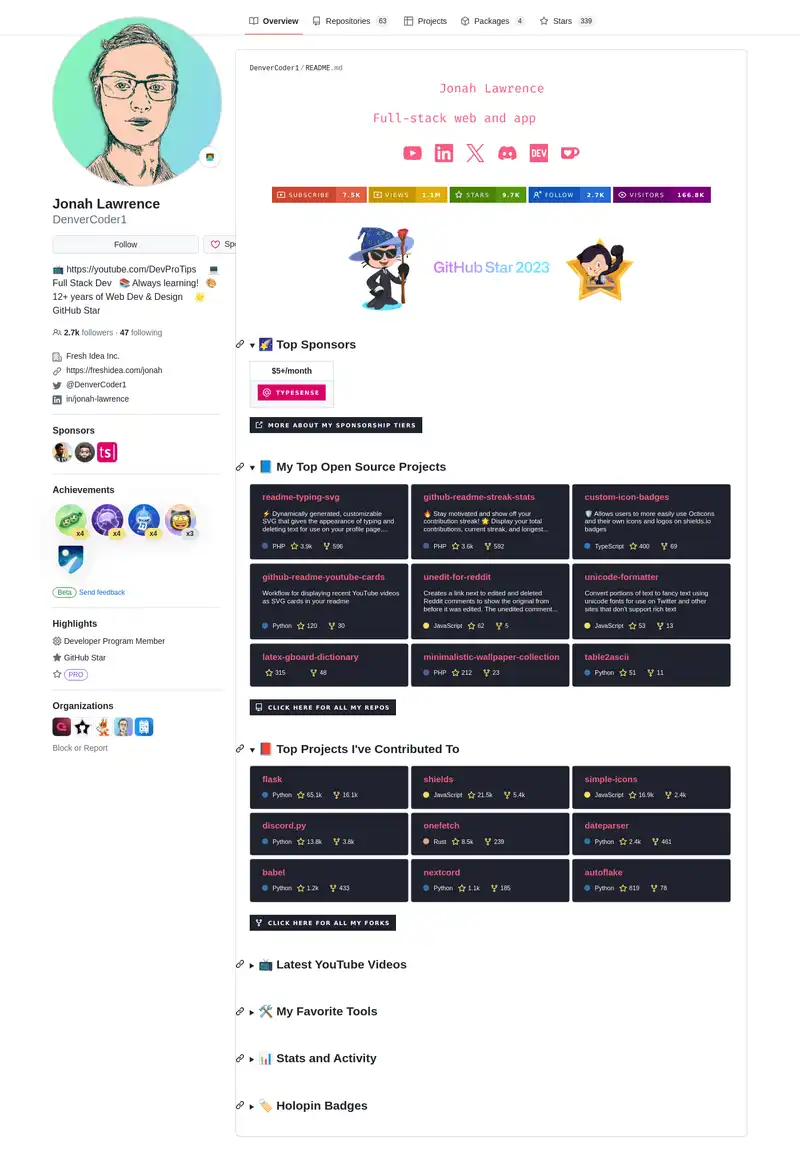 Overview
Repositories 63
Projects
Packages 4
Stars 339
Jonah Lawrence
DenverCoder1
Follow
📺 https://youtube.com/DevProTips 💻
Full Stack Dev 📚 Always learning! 🎨
12+ years of Web Dev & Design 🌟
GitHub Star
2.7k followers · 47 following
Fresh Idea Inc.
https://freshidea.com/jonah
@DenverCoder1
in/jonah-lawrence
Sponsors
ts
Achievements
x4
x4
x4
x3
Beta Send feedback
Highlights
Developer Program Member
GitHub Star
PRO
Organizations
Block or Report
DenverCoder1/README.md
Jonah Lawrence
Full-stack web and app
DEV
SUBSCRIBE 7.5K
VIEWS 1.1M
STARS 9.7K
FOLLOW 2.7K
VISITORS 166.8K
GitHub Star 2023
🌠 Top Sponsors
$5+/month
TYPESENSE
MORE ABOUT MY SPONSORSHIP TIERS
📘 My Top Open Source Projects
readme-typing-svg
⚡ Dynamically generated, customizable
SVG that gives the appearance of typing and
deleting text for use on your profile page,...
PHP 3.9k 596
github-readme-streak-stats
🔥 Stay motivated and show off your
contribution streak! 🌟 Display your total
contributions, current streak, and longest...
PHP 3.6k 592
custom-icon-badges
🛡️ Allows users to more easily use Octicons
and their own icons and logos on shields.io
badges
TypeScript 400 69
github-readme-youtube-cards
Workflow for displaying recent YouTube videos
as SVG cards in your readme
Python 120 30
unedit-for-reddit
Creates a link next to edited and deleted
Reddit comments to show the original from
before it was edited. The unedited comment...
JavaScript 62 5
unicode-formatter
Convert portions of text to fancy text using
unicode fonts for use on Twitter and other
sites that don't support rich text
JavaScript 53 13
latex-gboard-dictionary
315 48
minimalistic-wallpaper-collection
PHP 212 23
table2ascii
Python 51 11
CLICK HERE FOR ALL MY REPOS
📕 Top Projects I've Contributed To
flask
Python 65.1k 16.1k
shields
JavaScript 21.5k 5.4k
simple-icons
JavaScript 16.9k 2.4k
discord.py
Python 13.8k 3.8k
onefetch
Rust 8.5k 239
dateparser
Python 2.4k 461
babel
Python 1.2k 433
nextcord
Python 1.1k 185
autoflake
Python 819 78
CLICK HERE FOR ALL MY FORKS
📺 Latest YouTube Videos
🛠️ My Favorite Tools
📊 Stats and Activity
🏷️ Holopin Badges